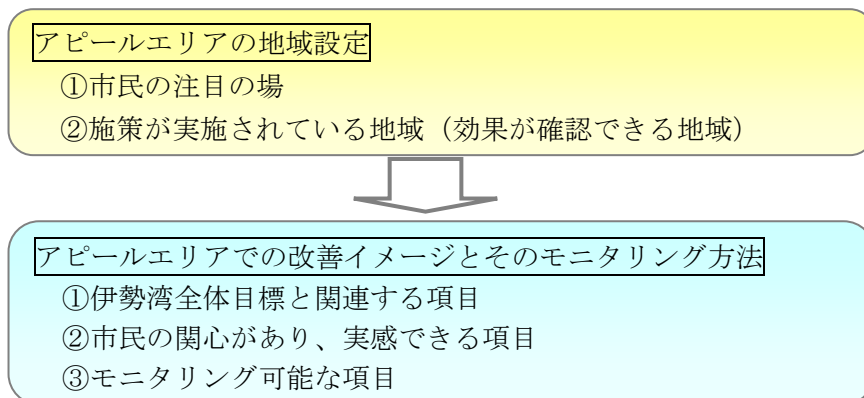 アピールエリアの地域設定
①市民の注目の場
②施策が実施されている地域（効果が確認できる地域）
アピールエリアでの改善イメージとそのモニタリング方法
①伊勢湾全体目標と関連する項目
②市民の関心があり、実感できる項目
③モニタリング可能な項目